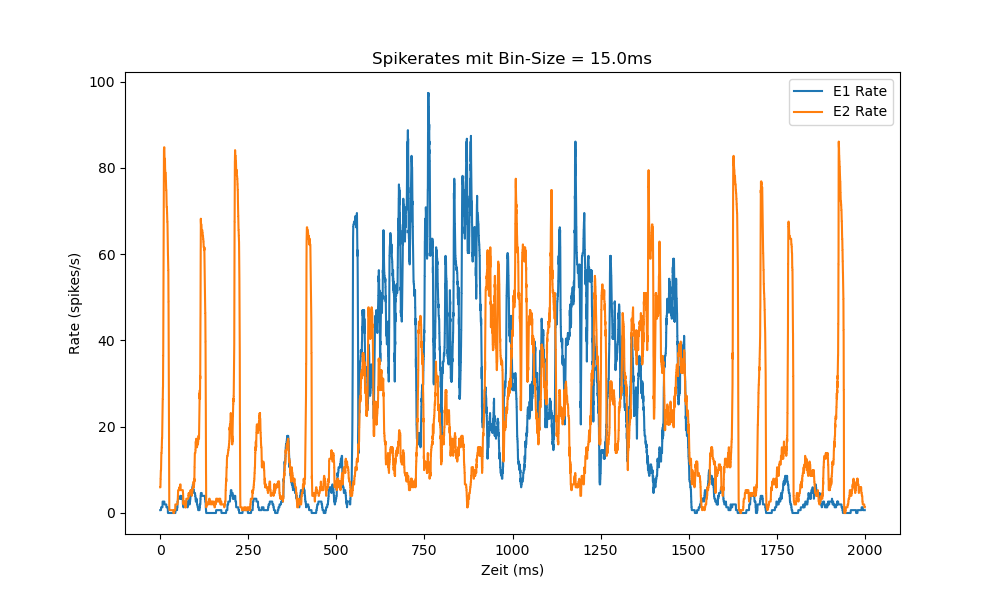 Spikerates mit Bin-Size = 15.0ms
E1 Rate
E2 Rate
100
80
60
40
20
0
Rate (spikes/s)
0 250 500 750 1000 1250 1500 1750 2000
Zeit (ms)